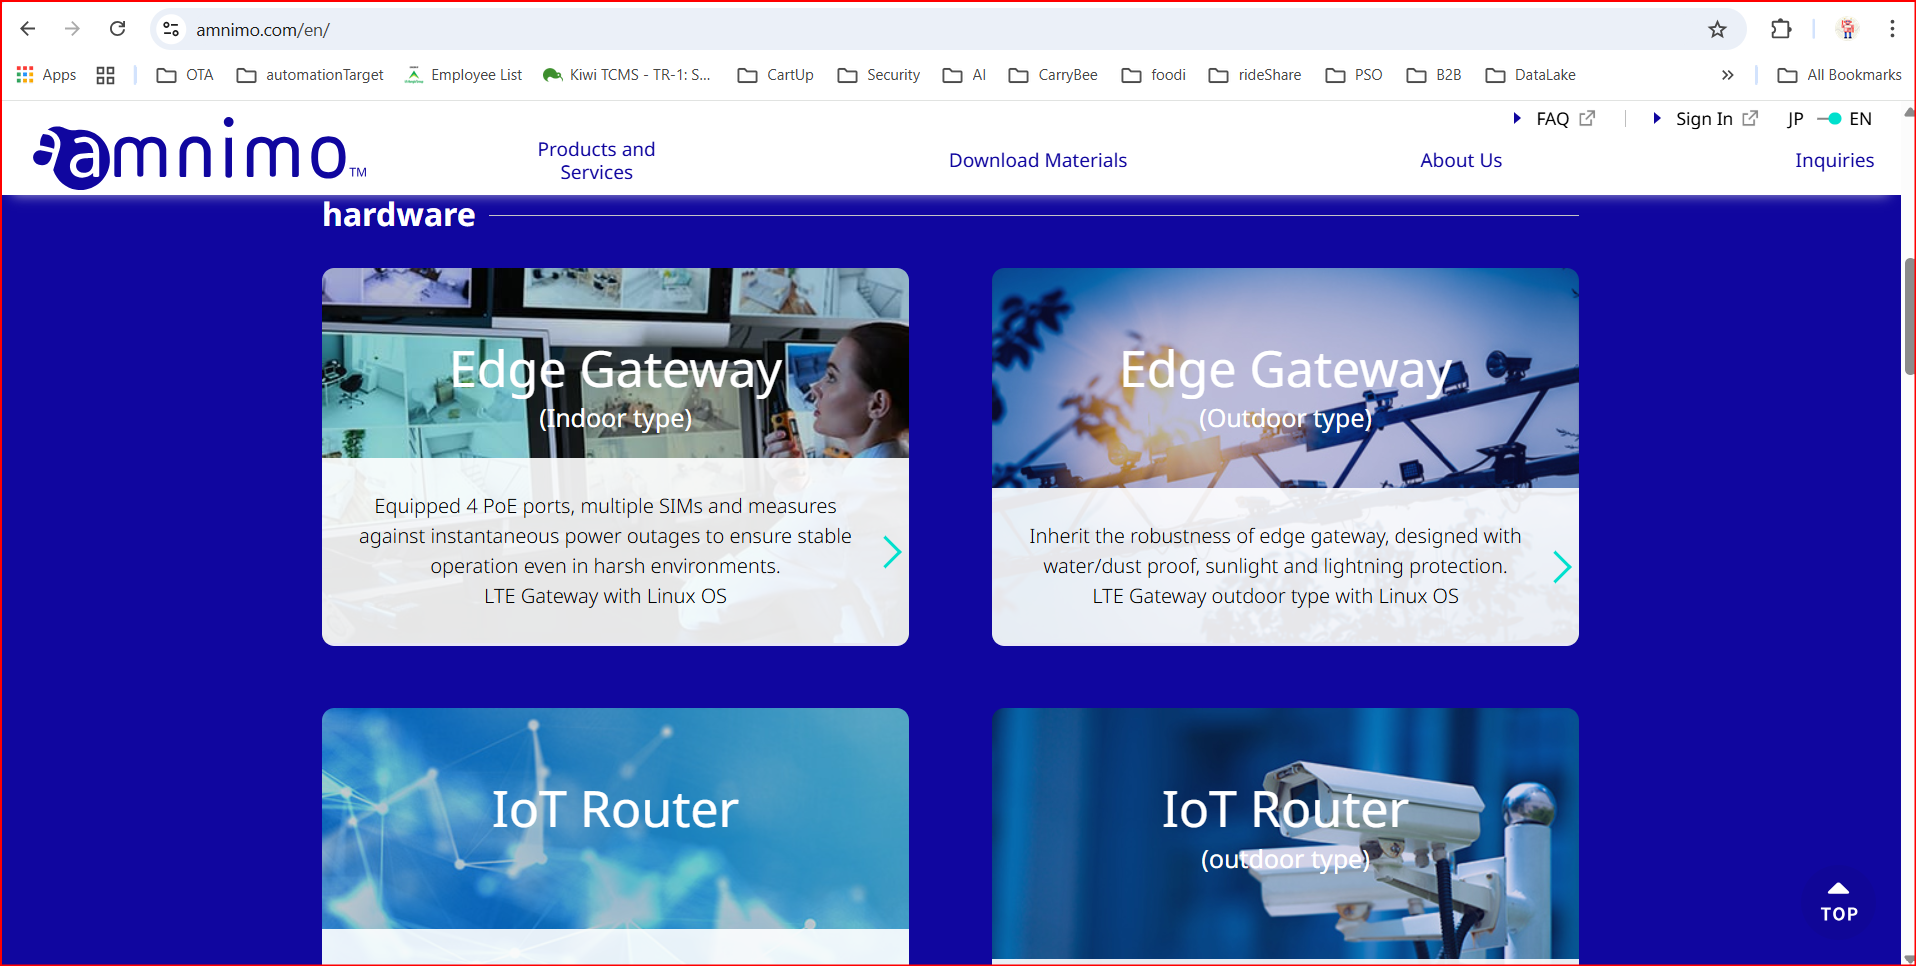 amnimo.com/en/
Apps
OTA
automationTarget
Employee List
Kiwi TCMS - TR-1: S...
CartUp
Security
AI
CarryBee
foodi
rideShare
PSO
B2B
DataLake
All Bookmarks
FAQ
Sign In
JP
EN
amnimo TM
Products and
Services
Download Materials
About Us
Inquiries
hardware
Edge Gateway
(Indoor type)
Equipped 4 PoE ports, multiple SIMs and measures
against instantaneous power outages to ensure stable
operation even in harsh environments.
LTE Gateway with Linux OS
Edge Gateway
(Outdoor type)
Inherit the robustness of edge gateway, designed with
water/dust proof, sunlight and lightning protection.
LTE Gateway outdoor type with Linux OS
IoT Router
IoT Router
(outdoor type)
TOP